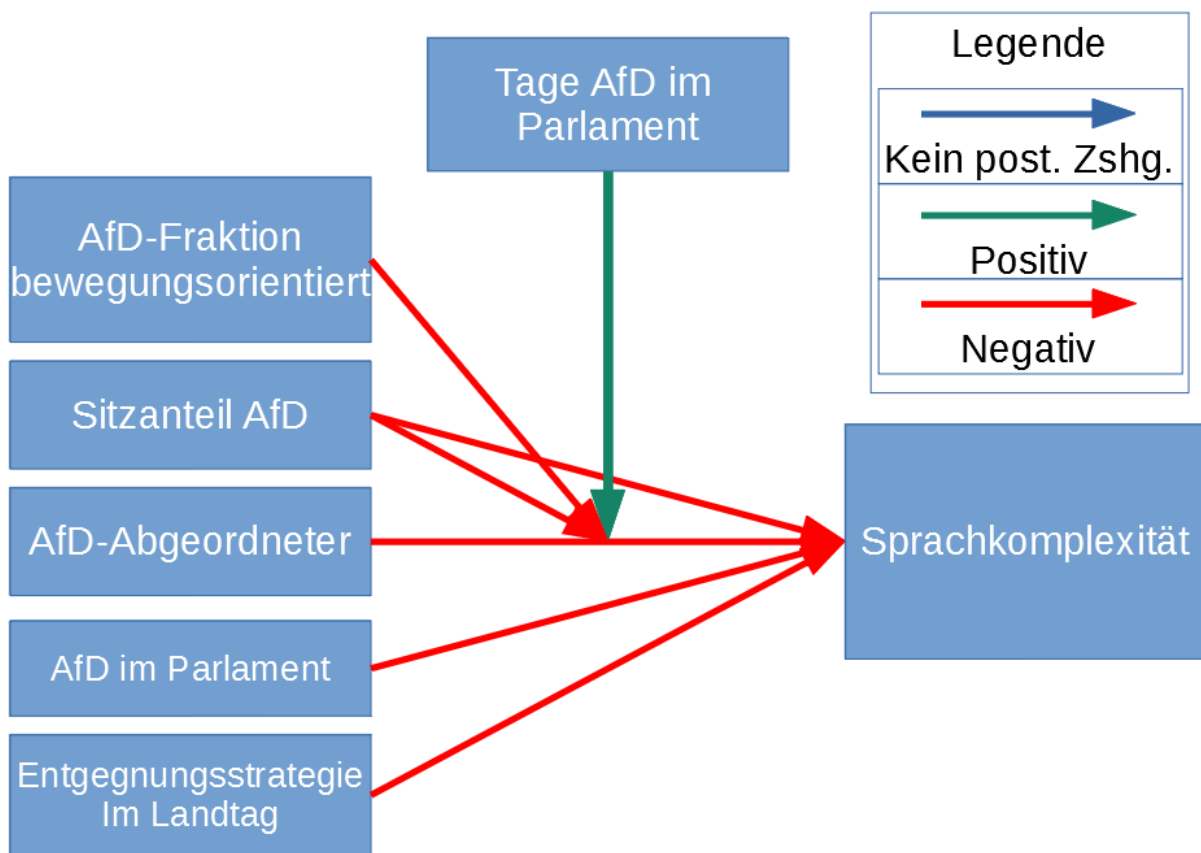 Tage AfD im
Parlament
Legende
Kein post. Zshg.
Positiv
Negativ
AfD-Fraktion
bewegungsorientiert
Sitzanteil AfD
AfD-Abgeordneter
AfD im Parlament
Entgegnungsstrategie
Im Landtag
Sprachkomplexität